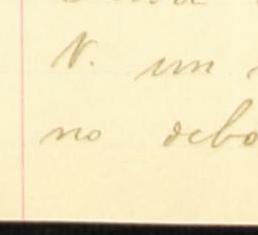 N. un
no debo